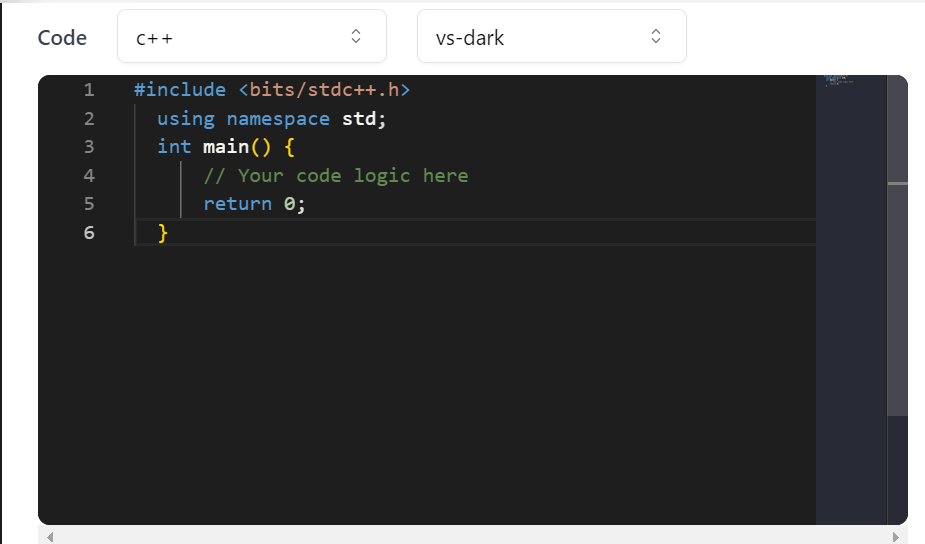 Code c++ vs-dark
1 #include <bits/stdc++.h>
2 using namespace std;
3 int main() {
4 // Your code logic here
5 return 0;
6 }